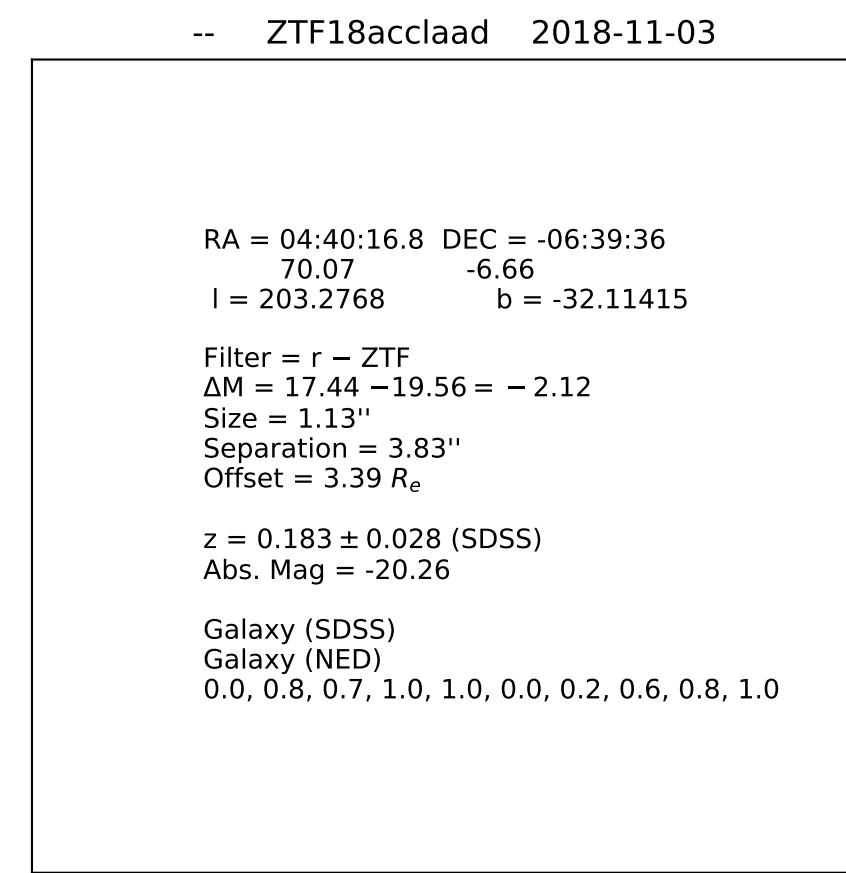 -- ZTF18acclaad 2018-11-03
RA = 04:40:16.8 DEC = -06:39:36
70.07 -6.66
l = 203.2768 b = -32.11415
Filter = r − ZTF
ΔM = 17.44 −19.56 = − 2.12
Size = 1.13''
Separation = 3.83''
Offset = 3.39 Rₑ
z = 0.183 ± 0.028 (SDSS)
Abs. Mag = -20.26
Galaxy (SDSS)
Galaxy (NED)
0.0, 0.8, 0.7, 1.0, 1.0, 0.0, 0.2, 0.6, 0.8, 1.0